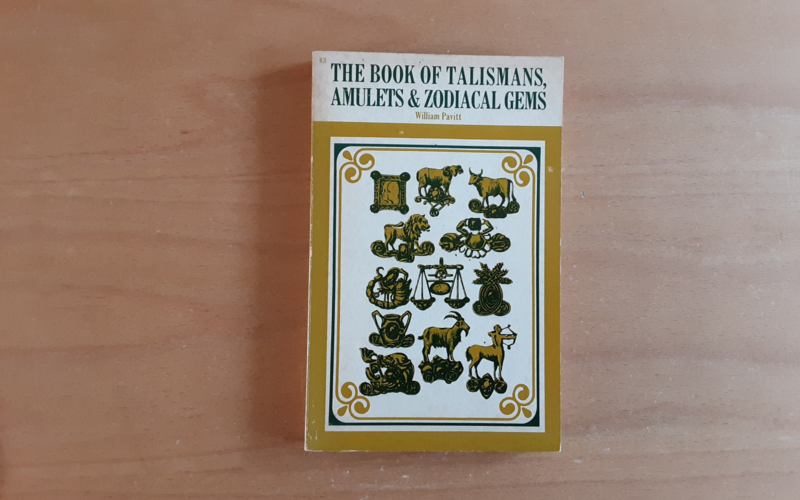 THE BOOK OF TALISMANS,
AMULETS & ZODIACAL GEMS
William Pavitt